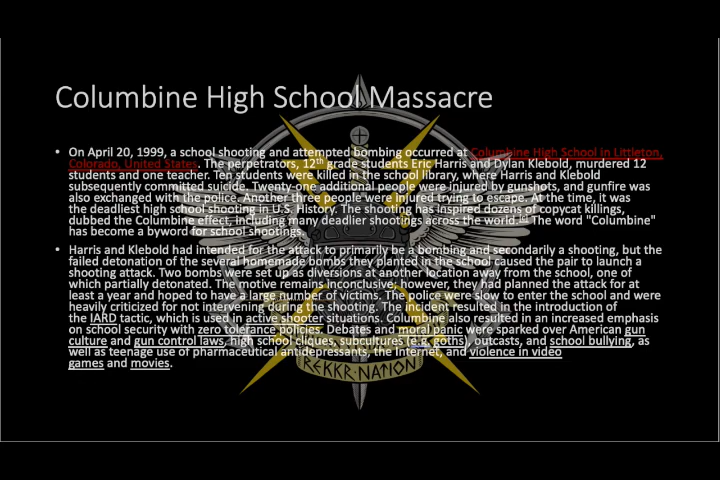 Columbine High School Massacre
• On April 20, 1999, a school shooting and attempted bombing occurred at Columbine High School in Littleton,
Colorado, United States. The perpetrators, 12th grade students Eric Harris and Dylan Klebold, murdered 12
students and one teacher. Ten students were killed in the school library, where Harris and Klebold
subsequently committed suicide. Twenty-one additional people were injured by gunshots, and gunfire was
also exchanged with the police. Another three people were injured trying to escape. At the time, it was
the deadliest high school shooting in U.S. History. The shooting has inspired dozens of copycat killings,
dubbed the Columbine effect, including many deadlier shootings across the world. The word "Columbine"
has become a byword for school shootings.
• Harris and Klebold had intended for the attack to primarily be a bombing and secondarily a shooting, but the
failed detonation of the several homemade bombs they planted in the school caused the pair to launch a
shooting attack. Two bombs were set up as diversions at another location away from the school, one of
which partially detonated. The motive remains inconclusive, however, they had planned the attack for at
least a year and hoped to have a large number of victims. The police were slow to enter the school and were
heavily criticized for not intervening during the shooting. The incident resulted in the introduction of
the IARD tactic, which is used in active shooter situations. Columbine also resulted in an increased emphasis
on school security with zero tolerance policies. Debates and moral panic were sparked over American gun
culture and gun control laws, high school cliques, subcultures (e.g. goths), outcasts, and school bullying, as
well as teenage use of pharmaceutical antidepressants, the Internet, and violence in video
games and movies.
REKKR·NATION